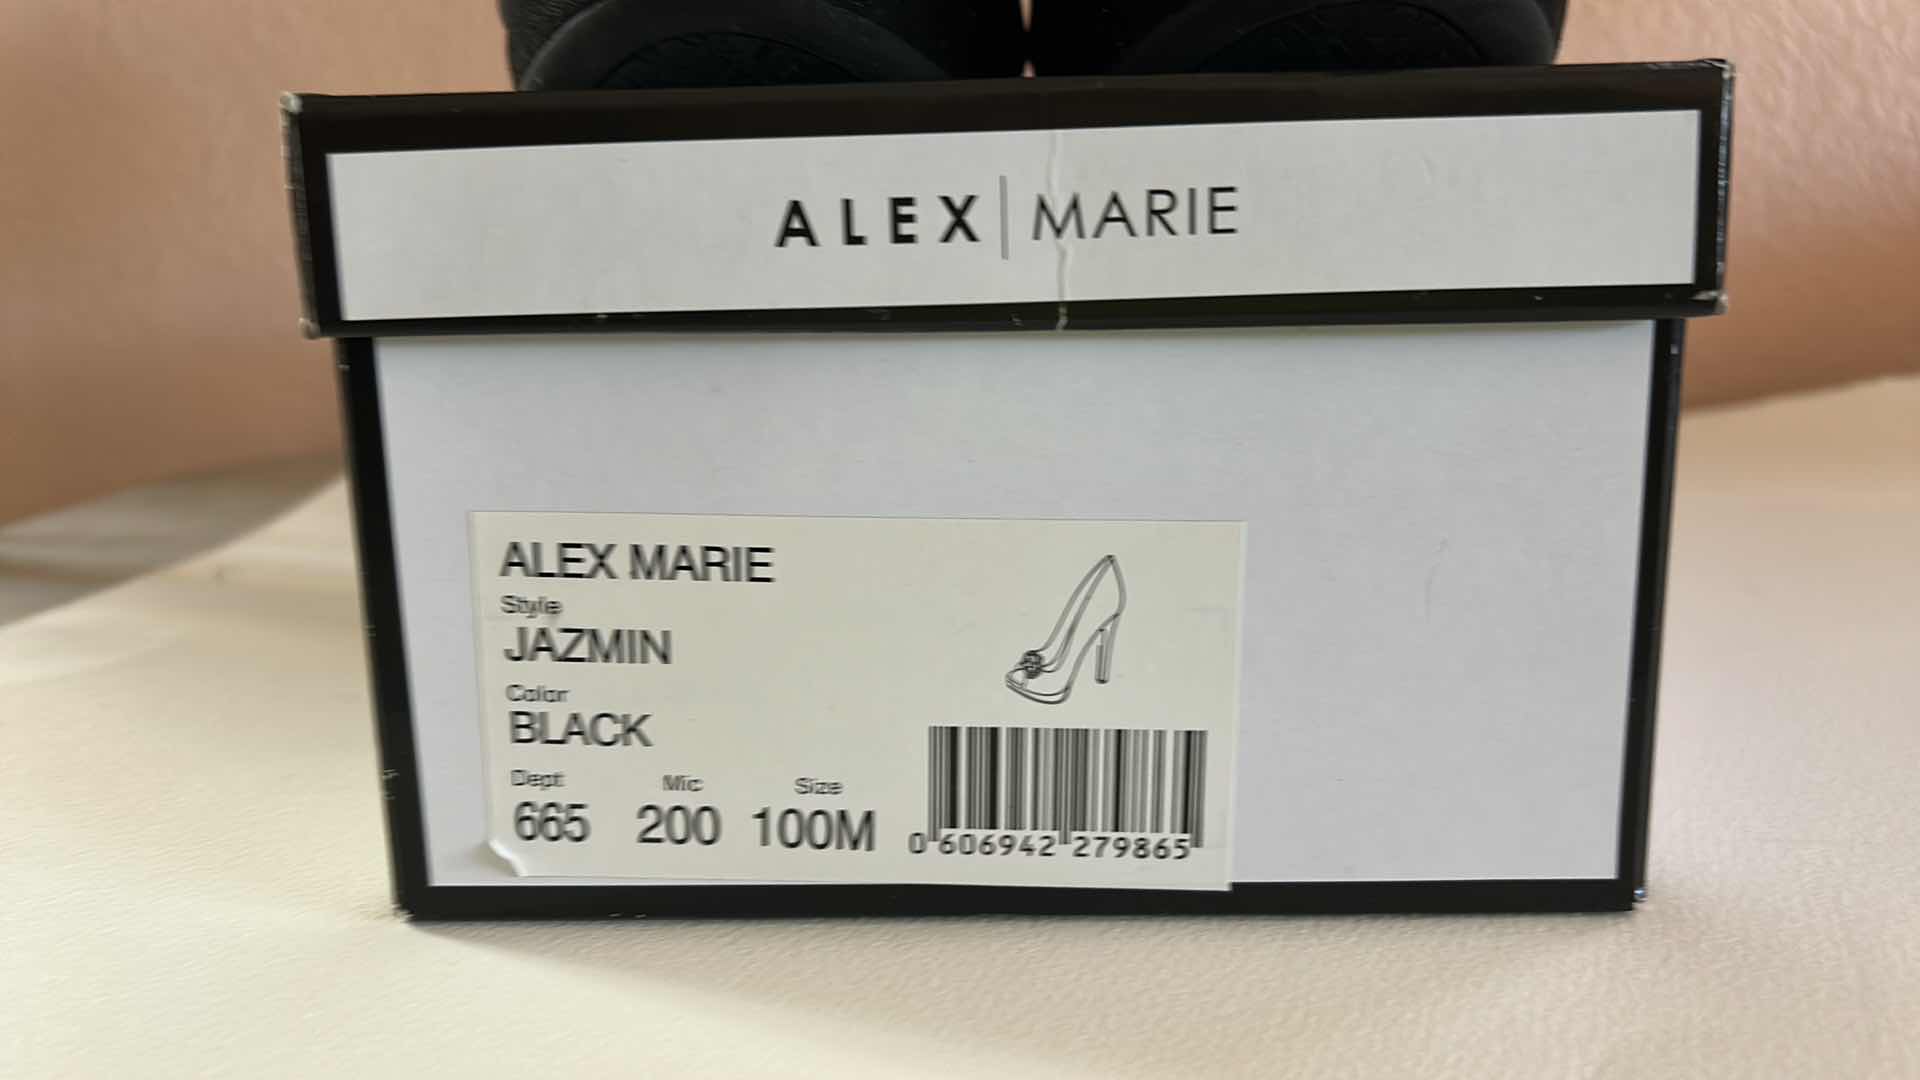 ALEX | MARIE
ALEX MARIE
Style
JAZMIN
Color
BLACK
Dept Mic Size
665 200 100M
0 606942 279865